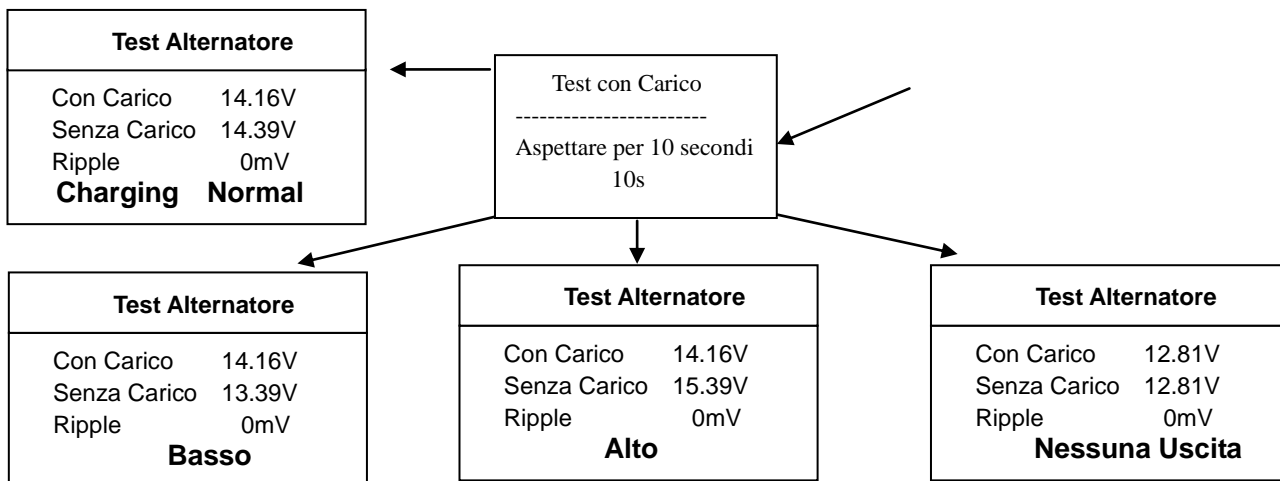 Test Alternatore
Con Carico 14.16V
Senza Carico 14.39V
Ripple 0mV
Charging Normal
Test con Carico
------------------------
Aspettare per 10 secondi
10s
Test Alternatore
Con Carico 14.16V
Senza Carico 13.39V
Ripple 0mV
Basso
Test Alternatore
Con Carico 14.16V
Senza Carico 15.39V
Ripple 0mV
Alto
Test Alternatore
Con Carico 12.81V
Senza Carico 12.81V
Ripple 0mV
Nessuna Uscita